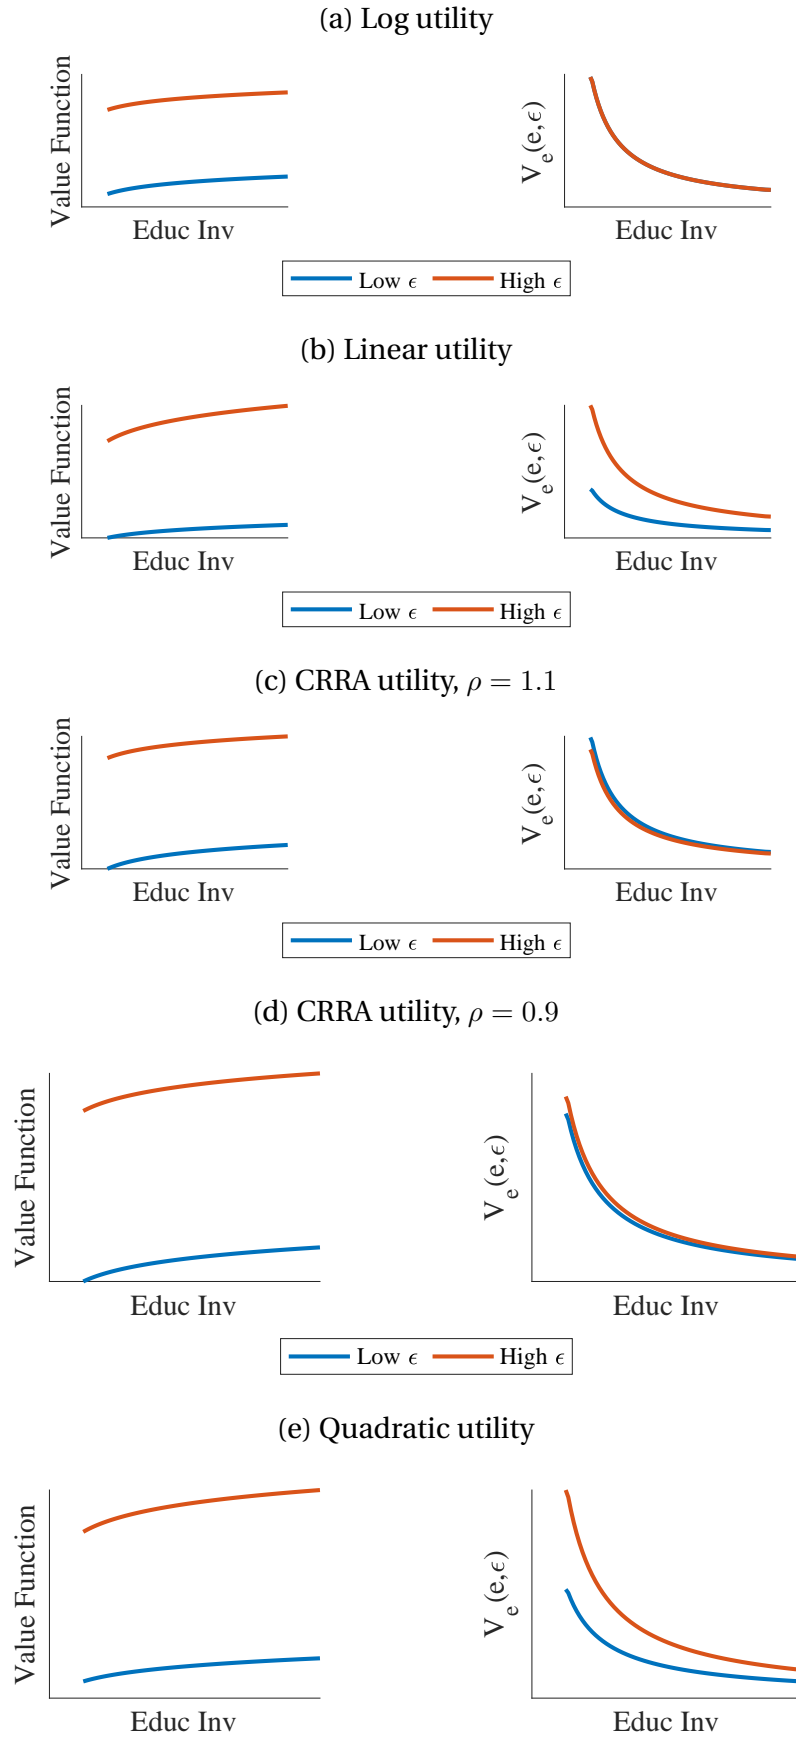 (a) Log utility
Value Function
Educ Inv
V_e(e,ϵ)
Educ Inv
Low ϵ High ϵ
(b) Linear utility
Value Function
Educ Inv
V_e(e,ϵ)
Educ Inv
Low ϵ High ϵ
(c) CRRA utility, ρ = 1.1
Value Function
Educ Inv
V_e(e,ϵ)
Educ Inv
Low ϵ High ϵ
(d) CRRA utility, ρ = 0.9
Value Function
Educ Inv
V_e(e,ϵ)
Educ Inv
Low ϵ High ϵ
(e) Quadratic utility
Value Function
Educ Inv
V_e(e,ϵ)
Educ Inv